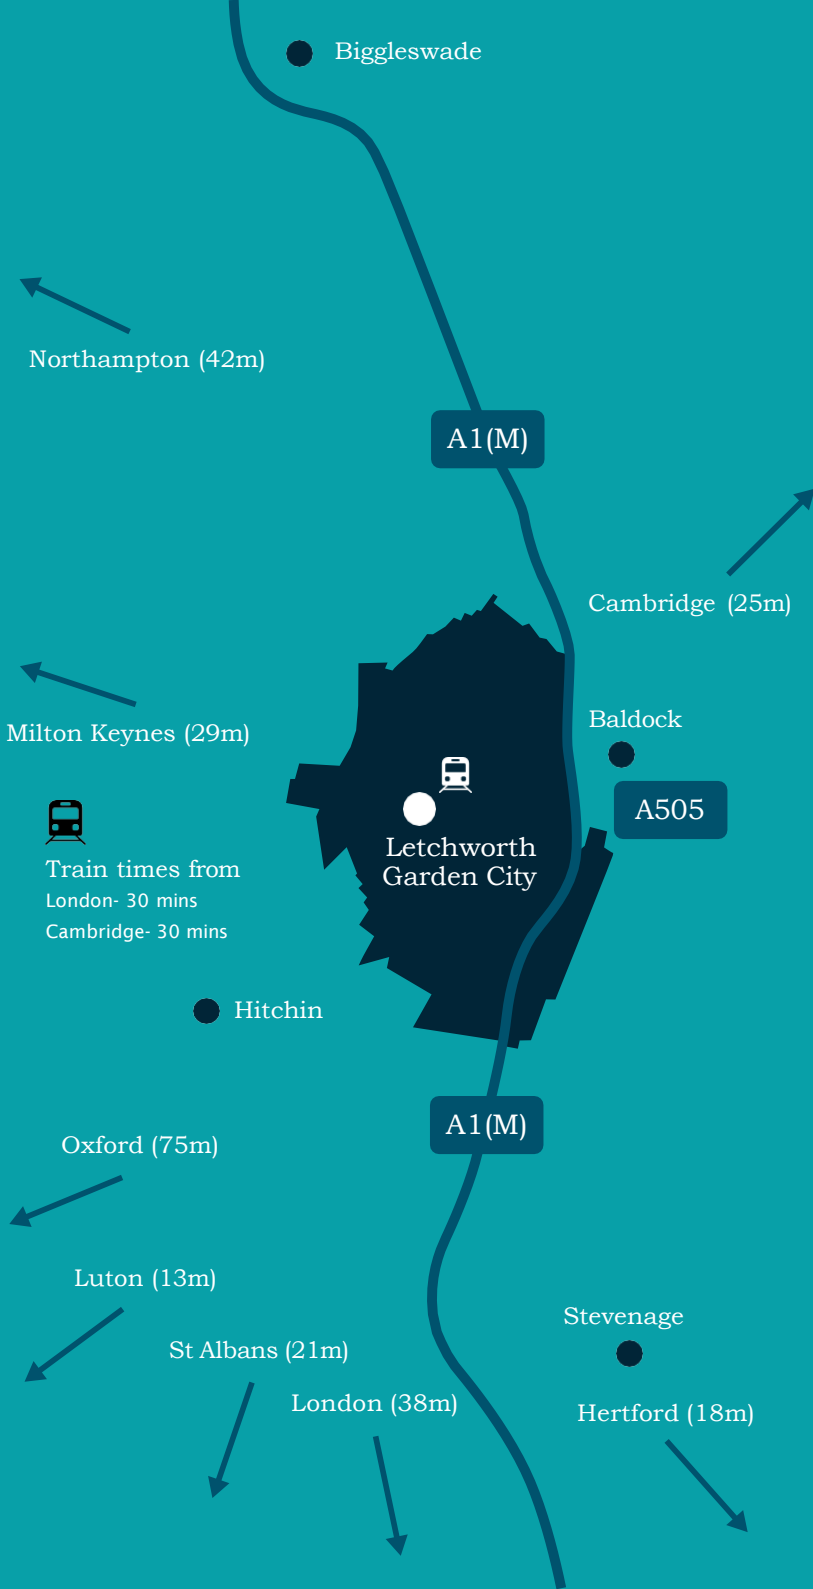 Biggleswade
Northampton (42m)
A1(M)
Cambridge (25m)
Milton Keynes (29m)
Baldock
A505
Letchworth
Garden City
Train times from
London- 30 mins
Cambridge- 30 mins
Hitchin
A1(M)
Oxford (75m)
Luton (13m)
Stevenage
St Albans (21m)
London (38m)
Hertford (18m)